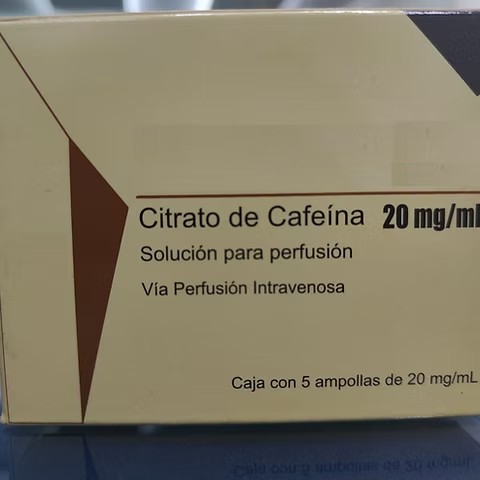 Citrato de Cafeína 20 mg/ml
Solución para perfusión
Vía Perfusión Intravenosa
Caja con 5 ampollas de 20 mg/mL